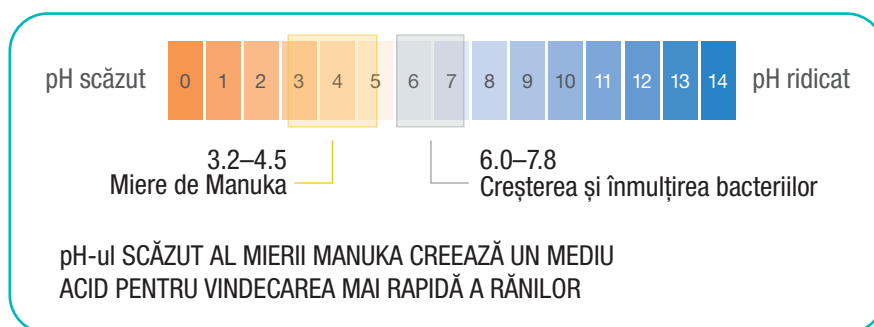 pH scăzut 0 1 2 3 4 5 6 7 8 9 10 11 12 13 14 pH ridicat
3.2–4.5
Miere de Manuka
6.0–7.8
Creșterea și înmulțirea bacteriilor
pH-ul SCĂZUT AL MIERII MANUKA CREEAZĂ UN MEDIU
ACID PENTRU VINDECAREA MAI RAPIDĂ A RĂNILOR